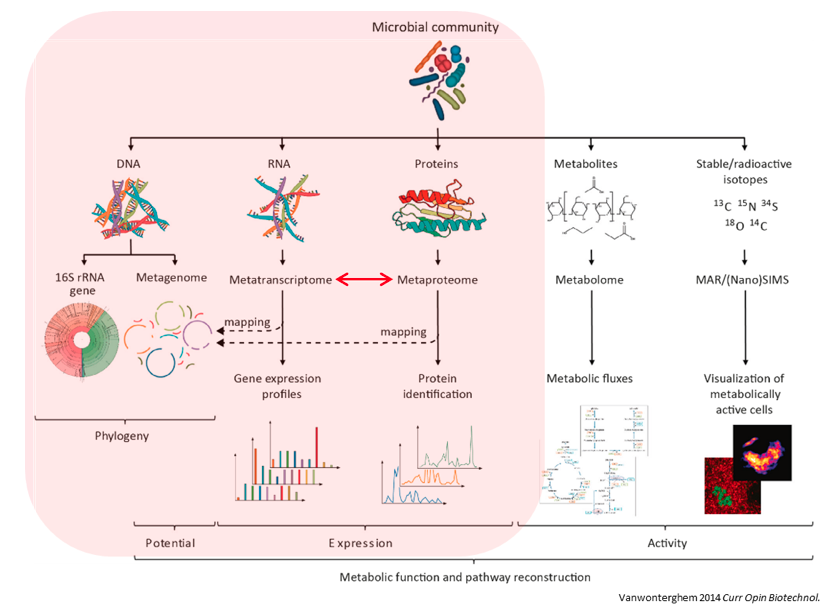 Microbial community
DNA
RNA
Proteins
Metabolites
Stable/radioactive
isotopes
¹³C ¹⁵N ³⁴S
¹⁸O ¹⁴C
16S rRNA
gene
Metagenome
Metatranscriptome
Metaproteome
Metabolome
MAR/(Nano)SIMS
mapping
mapping
Gene expression
profiles
Protein
identification
Metabolic fluxes
Visualization of
metabolically
active cells
Phylogeny
Potential
Expression
Activity
Metabolic function and pathway reconstruction
Vanwonterghem 2014 Curr Opin Biotechnol.